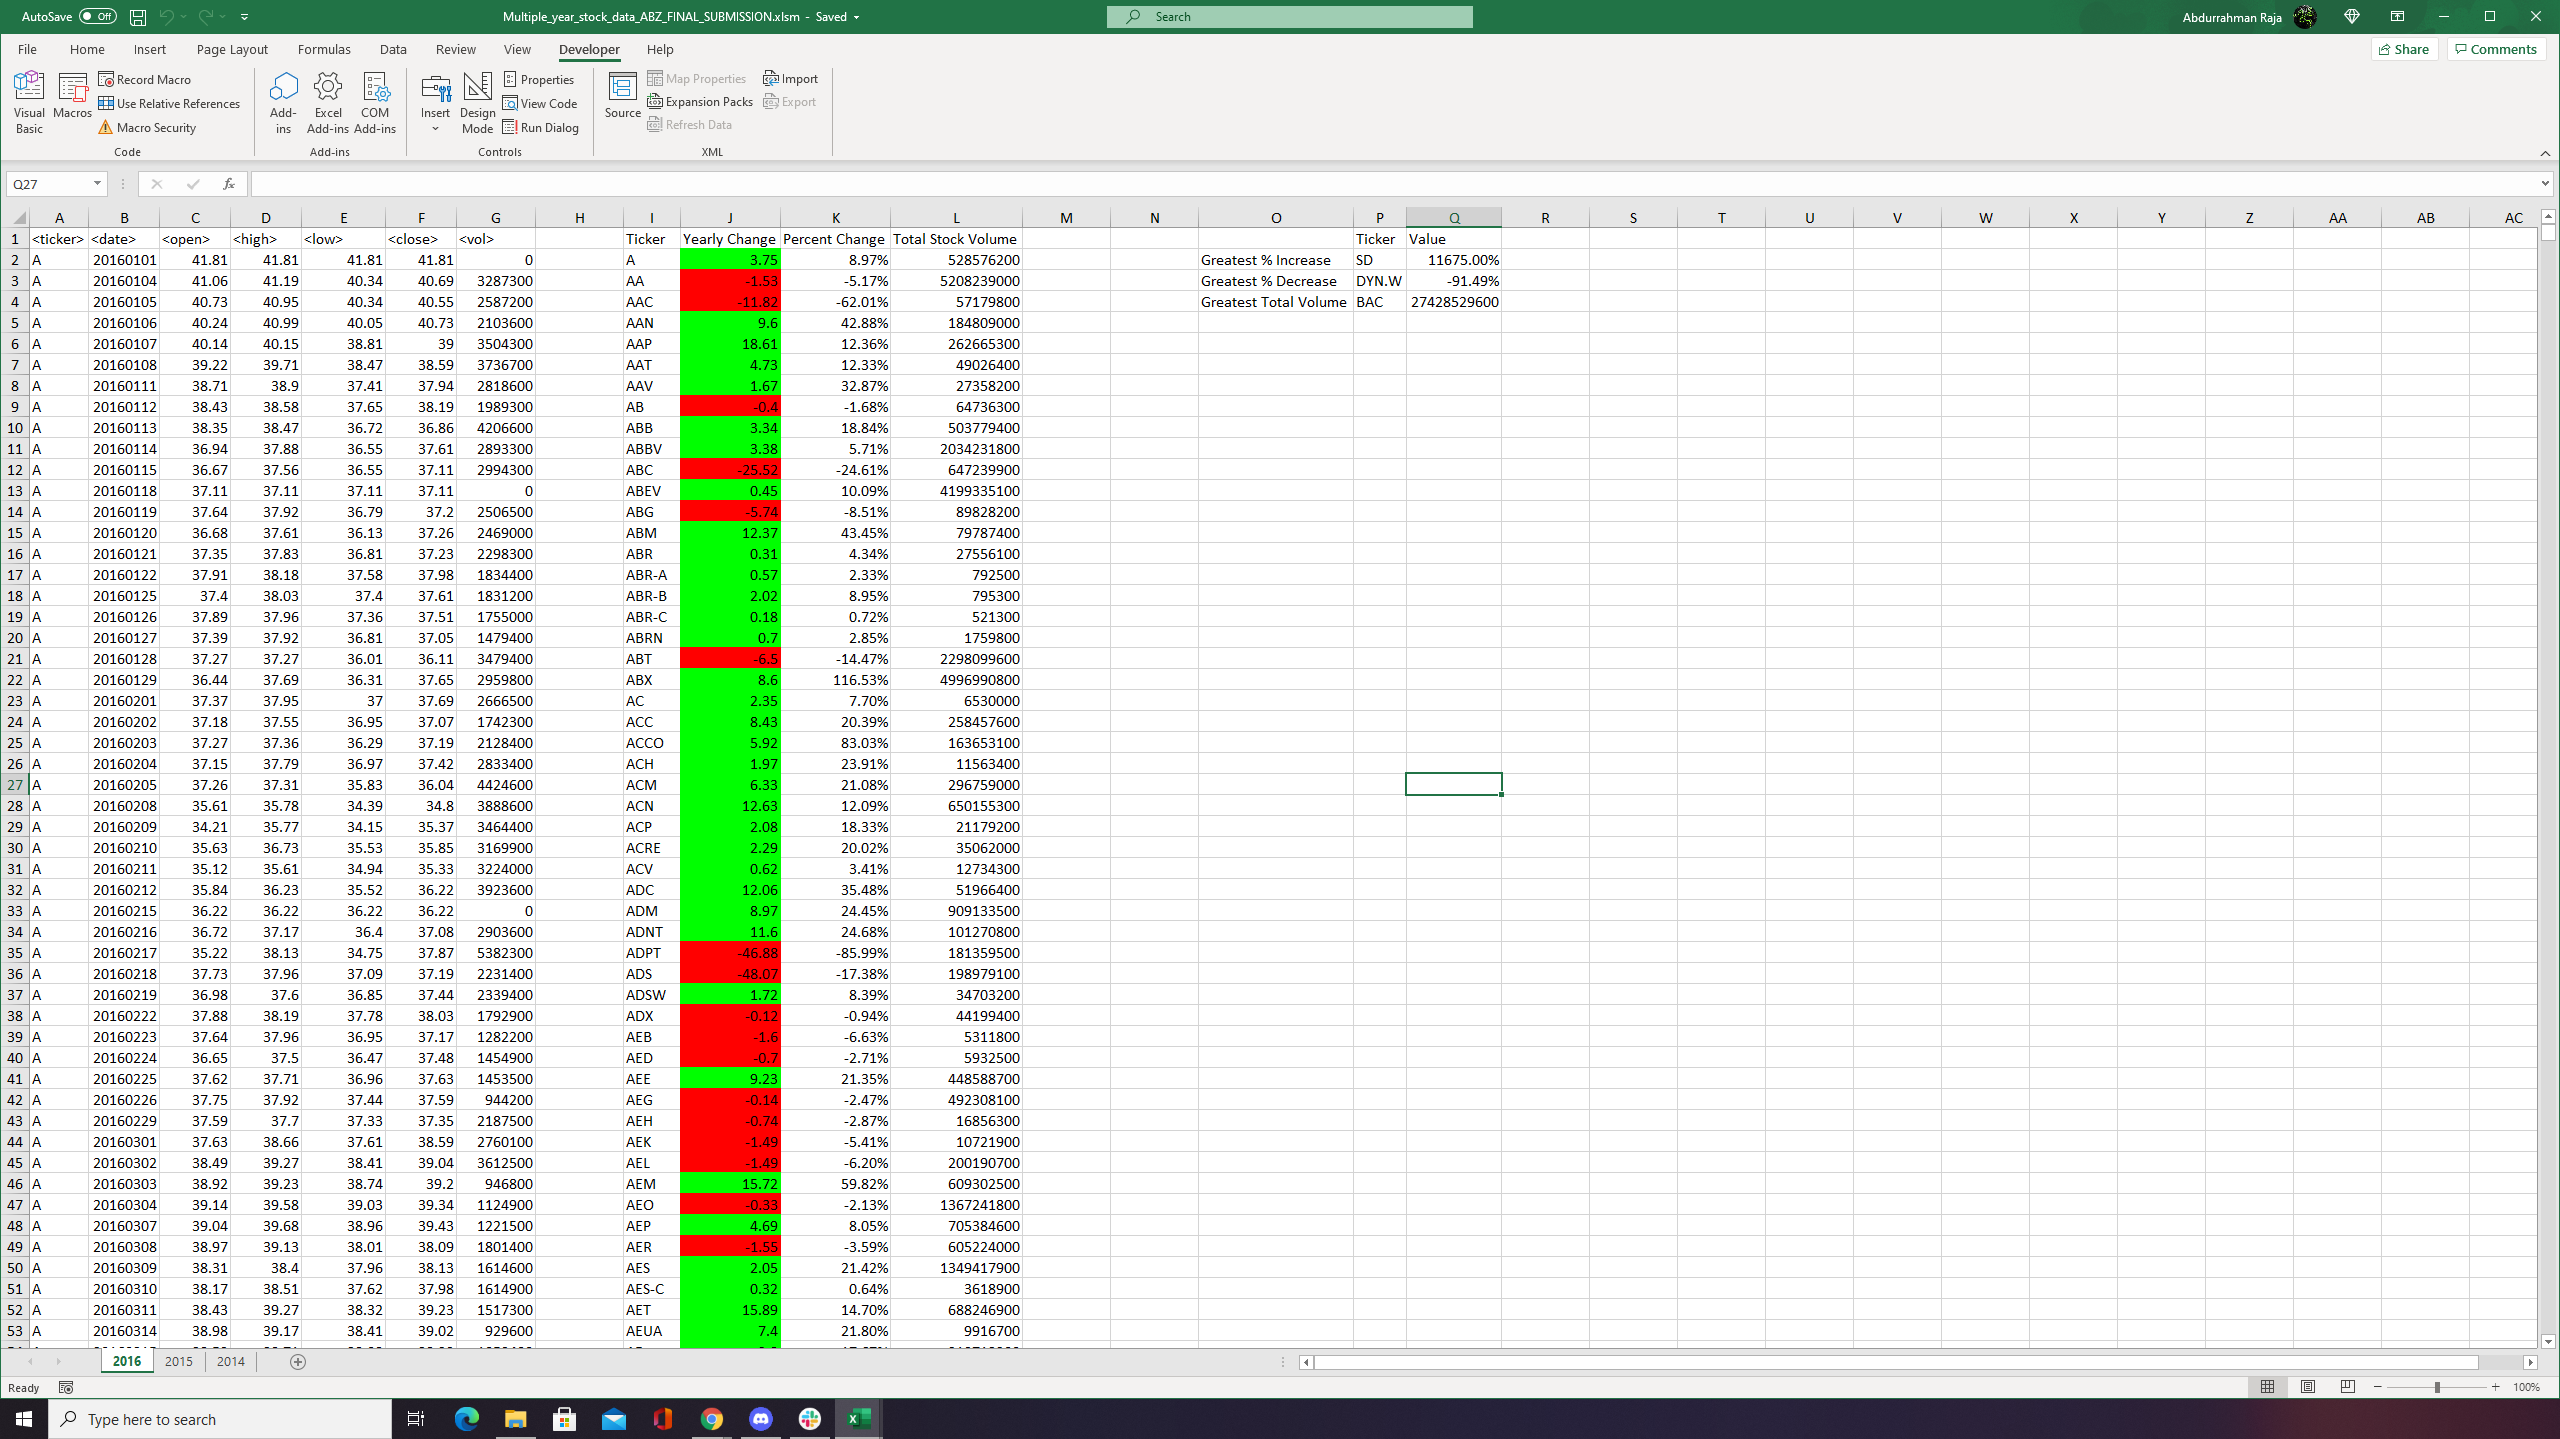 AutoSave Off Multiple_year_stock_data_ABZ_FINAL_SUBMISSION.xlsm - Saved Search Abdurrahman Raja
File Home Insert Page Layout Formulas Data Review View Developer Help Share Comments
Visual Basic Macros Record Macro Use Relative References Macro Security Code
Add-ins Excel Add-ins COM Add-ins Add-ins
Insert Design Mode Properties View Code Run Dialog Controls
Source Map Properties Expansion Packs Refresh Data Import Export XML
Q27 fx
A B C D E F G H I J K L M N O P Q R S T U V W X Y Z AA AB AC
1 <ticker> <date> <open> <high> <low> <close> <vol> Ticker Yearly Change Percent Change Total Stock Volume Ticker Value
2 A 20160101 41.81 41.81 41.81 41.81 0 A 3.75 8.97% 528576200 Greatest % Increase SD 11675.00%
3 A 20160104 41.06 41.19 40.34 40.69 3287300 AA -1.53 -5.17% 5208239000 Greatest % Decrease DYN.W -91.49%
4 A 20160105 40.73 40.95 40.34 40.55 2587200 AAC -11.82 -62.01% 57179800 Greatest Total Volume BAC 27428529600
5 A 20160106 40.24 40.99 40.05 40.73 2103600 AAN 9.6 42.88% 184809000
6 A 20160107 40.14 40.15 38.81 39 3504300 AAP 18.61 12.36% 262665300
7 A 20160108 39.22 39.71 38.47 38.59 3736700 AAT 4.73 12.33% 49026400
8 A 20160111 38.71 38.9 37.41 37.94 2818600 AAV 1.67 32.87% 27358200
9 A 20160112 38.43 38.58 37.65 38.19 1989300 AB -0.4 -1.68% 64736300
10 A 20160113 38.35 38.47 36.72 36.86 4206600 ABB 3.34 18.84% 503779400
11 A 20160114 36.94 37.88 36.55 37.61 2893300 ABBV 3.38 5.71% 2034231800
12 A 20160115 36.67 37.56 36.55 37.11 2994300 ABC -25.52 -24.61% 647239900
13 A 20160118 37.11 37.11 37.11 37.11 0 ABEV 0.45 10.09% 4199335100
14 A 20160119 37.64 37.92 36.79 37.2 2506500 ABG -5.74 -8.51% 89828200
15 A 20160120 36.68 37.61 36.13 37.26 2469000 ABM 12.37 43.45% 79787400
16 A 20160121 37.35 37.83 36.81 37.23 2298300 ABR 0.31 4.34% 27556100
17 A 20160122 37.91 38.18 37.58 37.98 1834400 ABR-A 0.57 2.33% 792500
18 A 20160125 37.4 38.03 37.4 37.61 1831200 ABR-B 2.02 8.95% 795300
19 A 20160126 37.89 37.96 37.36 37.51 1755000 ABR-C 0.18 0.72% 521300
20 A 20160127 37.39 37.92 36.81 37.05 1479400 ABRN 0.7 2.85% 1759800
21 A 20160128 37.27 37.27 36.01 36.11 3479400 ABT -6.5 -14.47% 2298099600
22 A 20160129 36.44 37.69 36.31 37.65 2959800 ABX 8.6 116.53% 4996990800
23 A 20160201 37.37 37.95 37 37.69 2666500 AC 2.35 7.70% 6530000
24 A 20160202 37.18 37.55 36.95 37.07 1742300 ACC 8.43 20.39% 258457600
25 A 20160203 37.27 37.36 36.29 37.19 2128400 ACCO 5.92 83.03% 163653100
26 A 20160204 37.15 37.79 36.97 37.42 2833400 ACH 1.97 23.91% 11563400
27 A 20160205 37.26 37.31 35.83 36.04 4424600 ACM 6.33 21.08% 296759000
28 A 20160208 35.61 35.78 34.39 34.8 3888600 ACN 12.63 12.09% 650155300
29 A 20160209 34.21 35.77 34.15 35.37 3464400 ACP 2.08 18.33% 21179200
30 A 20160210 35.63 36.73 35.53 35.85 3169900 ACRE 2.29 20.02% 35062000
31 A 20160211 35.12 35.61 34.94 35.33 3224000 ACV 0.62 3.41% 12734300
32 A 20160212 35.84 36.23 35.52 36.22 3923600 ADC 12.06 35.48% 51966400
33 A 20160215 36.22 36.22 36.22 36.22 0 ADM 8.97 24.45% 909133500
34 A 20160216 36.72 37.17 36.4 37.08 2903600 ADNT 11.6 24.68% 101270800
35 A 20160217 35.22 38.13 34.75 37.87 5382300 ADPT -46.88 -85.99% 181359500
36 A 20160218 37.73 37.96 37.09 37.19 2231400 ADS -48.07 -17.38% 198979100
37 A 20160219 36.98 37.6 36.85 37.44 2339400 ADSW 1.72 8.39% 34703200
38 A 20160222 37.88 38.19 37.78 38.03 1792900 ADX -0.12 -0.94% 44199400
39 A 20160223 37.64 37.96 36.95 37.17 1282200 AEB -1.6 -6.63% 5311800
40 A 20160224 36.65 37.5 36.47 37.48 1454900 AED -0.7 -2.71% 5932500
41 A 20160225 37.62 37.71 36.96 37.63 1453500 AEE 9.23 21.35% 448588700
42 A 20160226 37.75 37.92 37.44 37.59 944200 AEG -0.14 -2.47% 492308100
43 A 20160229 37.59 37.7 37.33 37.35 2187500 AEH -0.74 -2.87% 16856300
44 A 20160301 37.63 38.66 37.61 38.59 2760100 AEK -1.49 -5.41% 10721900
45 A 20160302 38.49 39.27 38.41 39.04 3612500 AEL -1.49 -6.20% 200190700
46 A 20160303 38.92 39.23 38.74 39.2 946800 AEM 15.72 59.82% 609302500
47 A 20160304 39.14 39.58 39.03 39.34 1124900 AEO -0.33 -2.13% 1367241800
48 A 20160307 39.04 39.68 38.96 39.43 1221500 AEP 4.69 8.05% 705384600
49 A 20160308 38.97 39.13 38.01 38.09 1801400 AER -1.55 -3.59% 605224000
50 A 20160309 38.31 38.4 37.96 38.13 1614600 AES 2.05 21.42% 1349417900
51 A 20160310 38.17 38.51 37.62 37.98 1614900 AES-C 0.32 0.64% 3618900
52 A 20160311 38.43 39.27 38.32 39.23 1517300 AET 15.89 14.70% 688246900
53 A 20160314 38.98 39.17 38.41 39.02 929600 AEUA 7.4 21.80% 9916700
2016 2015 2014
Ready 100%
Type here to search